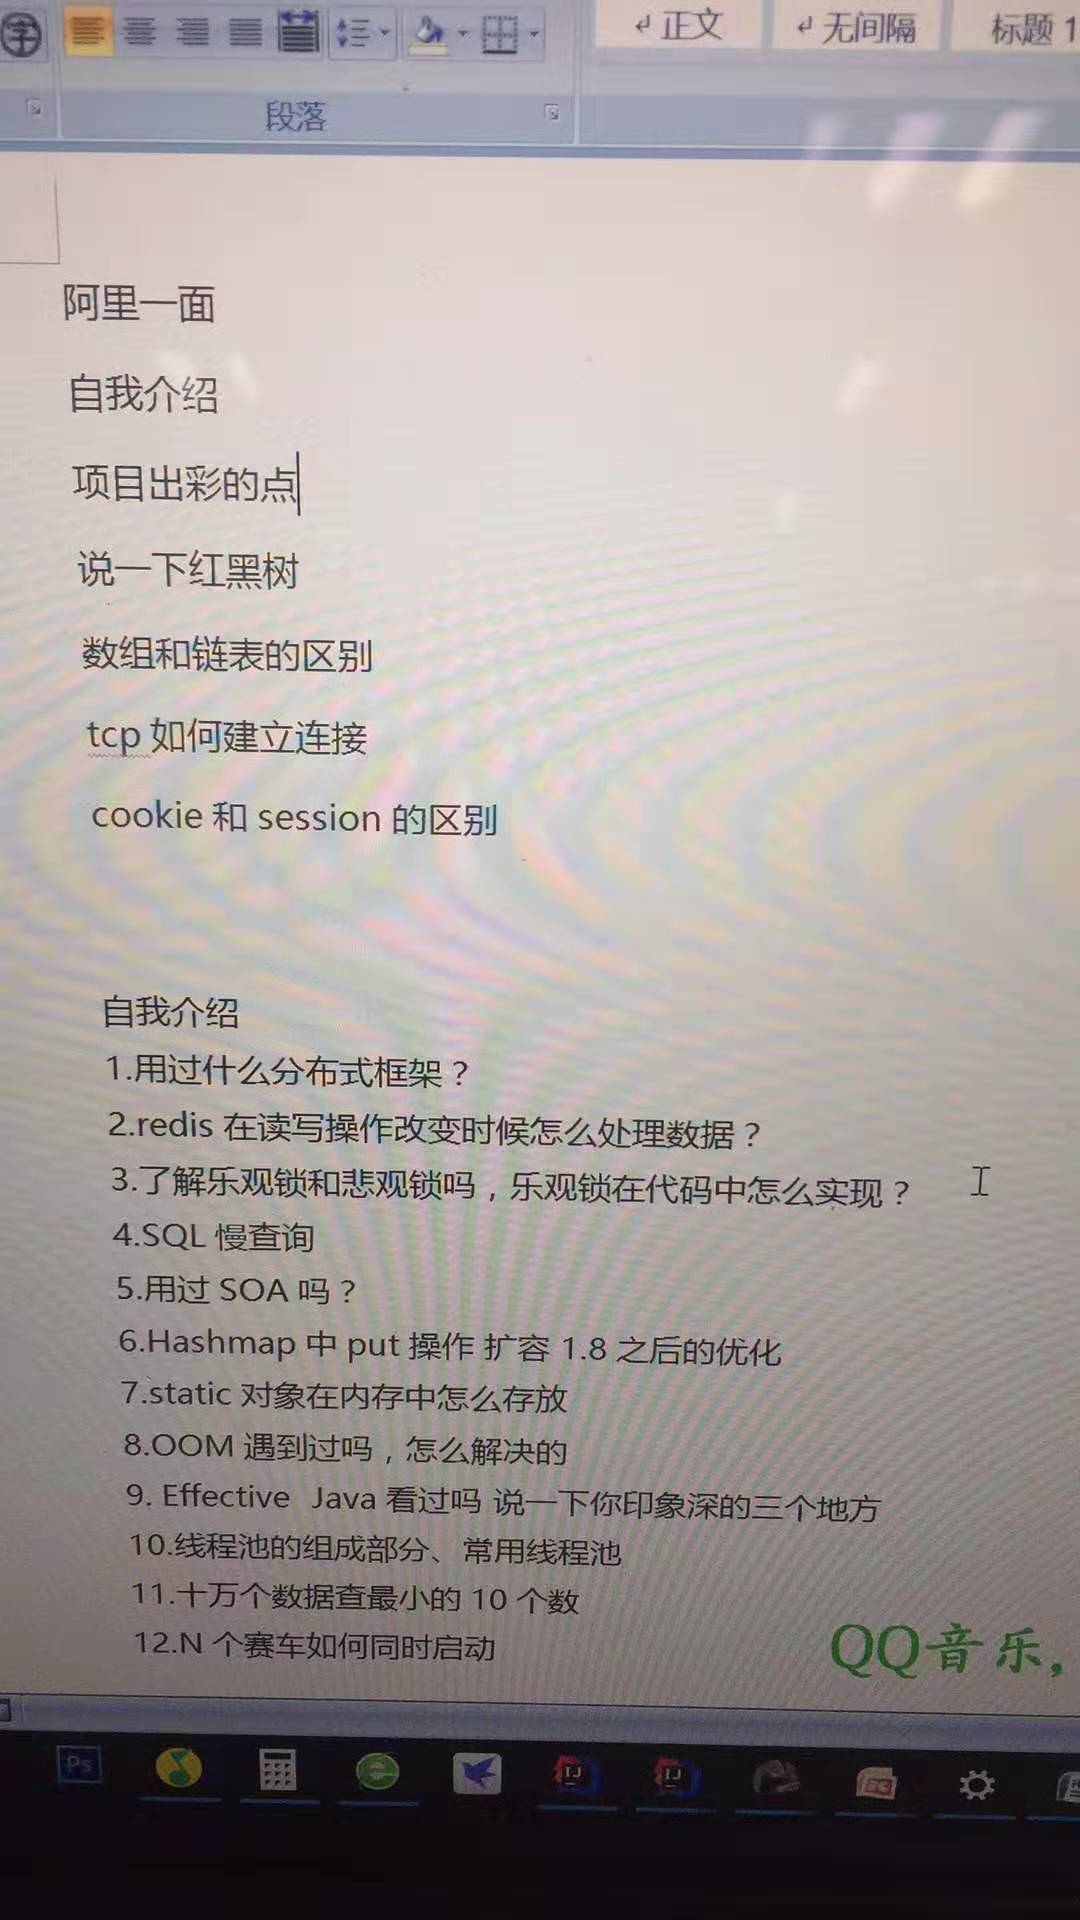 字
正文
无间隔
标题 1
段落
阿里一面
自我介绍
项目出彩的点
说一下红黑树
数组和链表的区别
tcp 如何建立连接
cookie 和 session 的区别
自我介绍
1.用过什么分布式框架？
2.redis 在读写操作改变时候怎么处理数据？
3.了解乐观锁和悲观锁吗，乐观锁在代码中怎么实现？
4.SQL 慢查询
5.用过 SOA 吗？
6.Hashmap 中 put 操作 扩容 1.8 之后的优化
7.static 对象在内存中怎么存放
8.OOM 遇到过吗，怎么解决的
9. Effective Java 看过吗 说一下你印象深的三个地方
10.线程池的组成部分、常用线程池
11.十万个数据查最小的 10 个数
12.N 个赛车如何同时启动
QQ音乐，
Ps
IJ
IJ